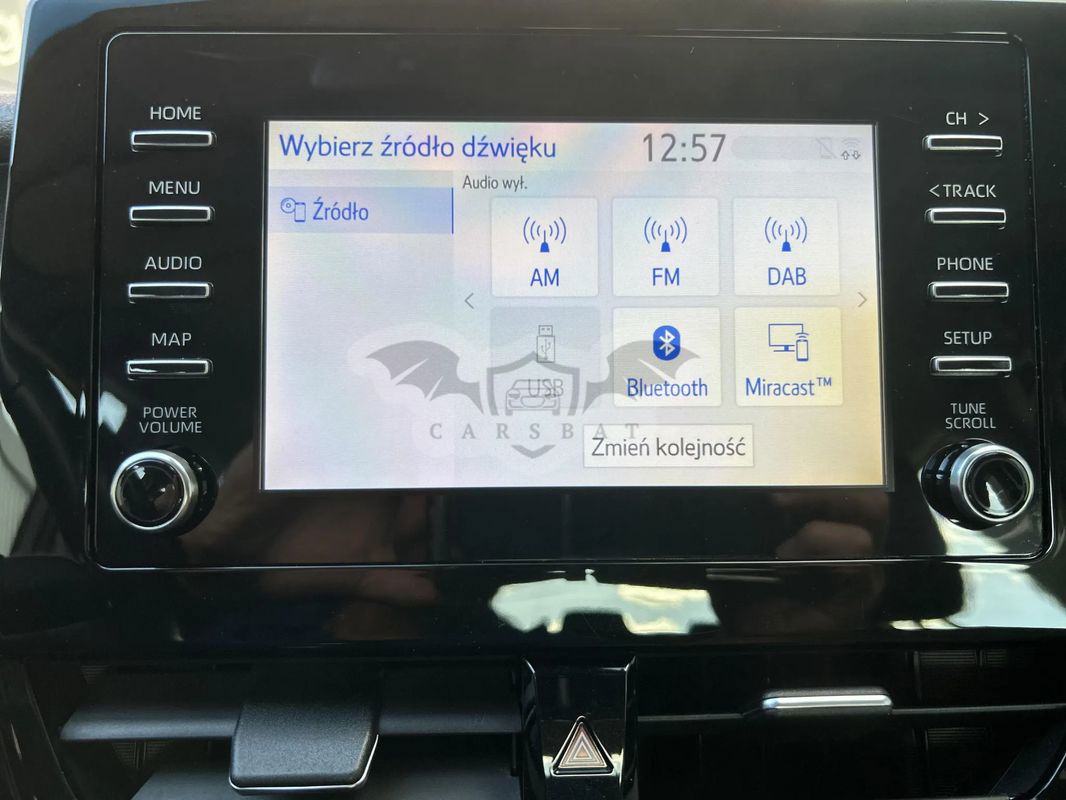 HOME
MENU
AUDIO
MAP
POWER
VOLUME
Wybierz źródło dźwięku
12:57
Źródło
Audio wył.
AM
FM
DAB
USB
Bluetooth
Miracast™
CARSBAT
Zmień kolejność
CH >
<TRACK
PHONE
SETUP
TUNE
SCROLL